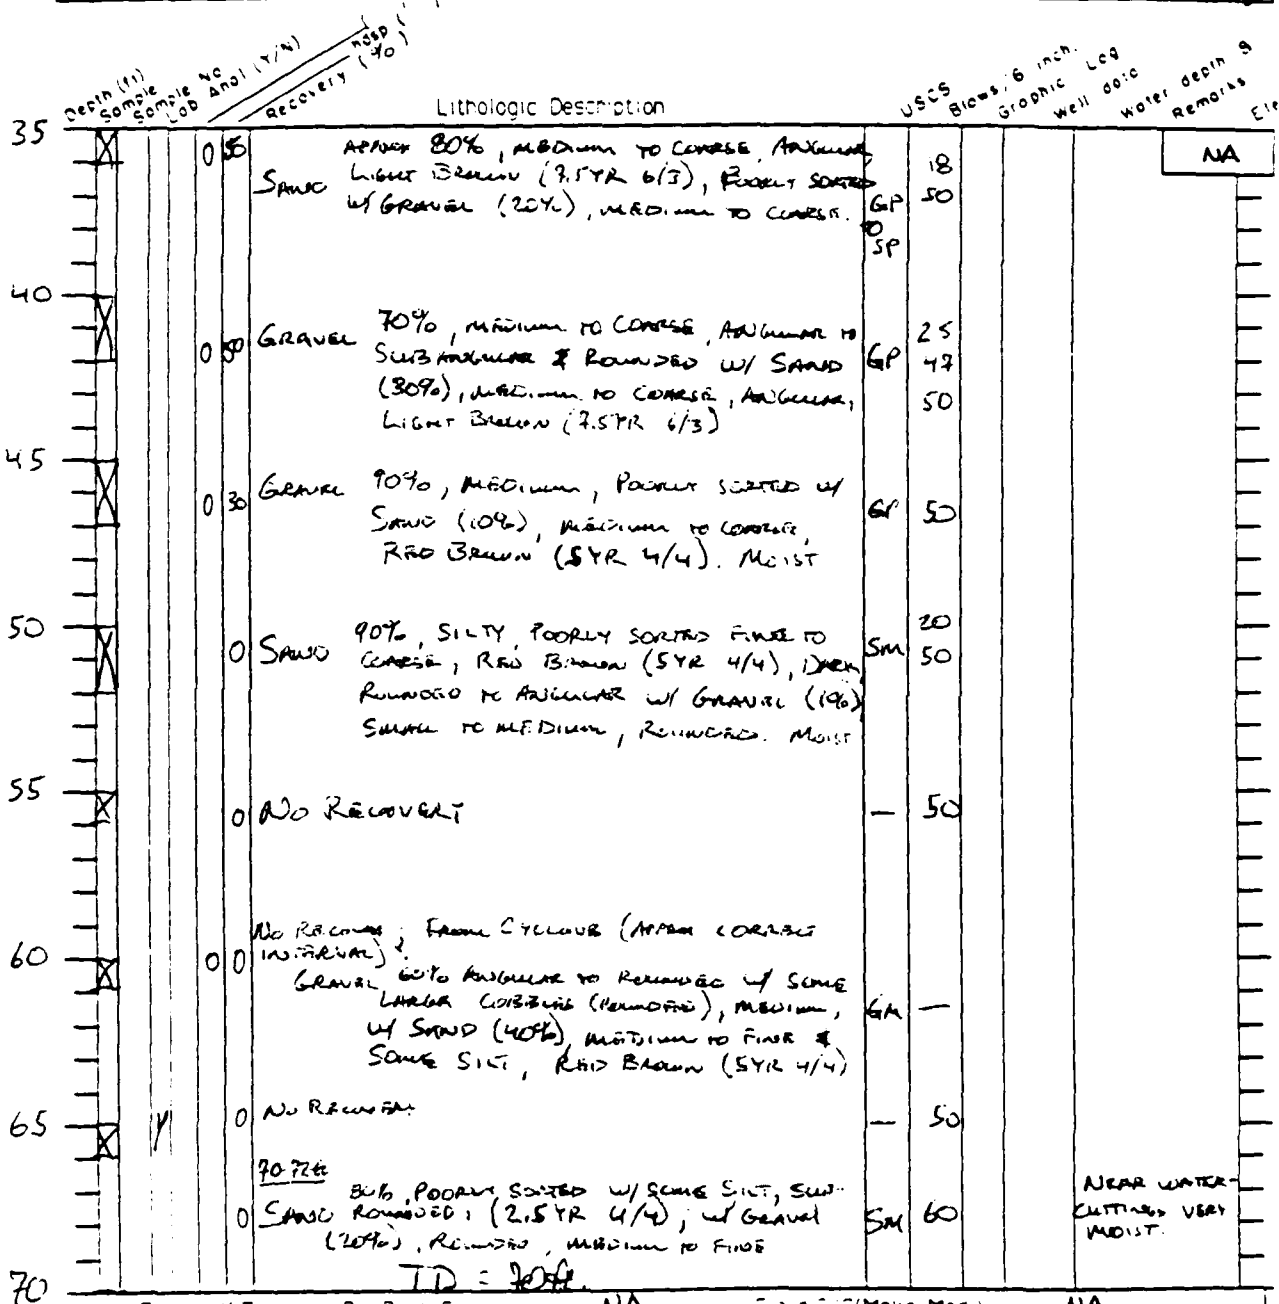 Depth (ft)
Sample
Sample No
Lab Anal (Y/N)
Recovery (%)
Lithologic Description
USCS
Blows/6 inch.
Graphic Log
Well data
Water depth &
Remarks
35
0
APPROX 80%, MEDIUM TO COARSE, ANGULAR,
SAND LIGHT BROWN (7.5YR 6/3), POORLY SORTED
W/ GRAVEL (20%), MEDIUM TO COARSE.
GP
TO
SP
18
50
NA
40
0 50 GRAVEL 70%, MEDIUM TO COARSE, ANGULAR TO
SUBANGULAR & ROUNDED W/ SAND
(30%), MEDIUM TO COARSE, ANGULAR,
LIGHT BROWN (7.5YR 6/3)
GP
25
47
50
45
0 30 GRAVEL 90%, MEDIUM, POORLY SORTED W/
SAND (10%), MEDIUM TO COARSE,
RED BROWN (5YR 4/4). MOIST
GP 50
50
0 SAND 90%, SILTY, POORLY SORTED FINE TO
COARSE, RED BROWN (5YR 4/4), DARK,
ROUNDED TO ANGULAR W/ GRAVEL
SMALL TO MEDIUM, ROUNDED. MOIST
SM
20
50
55
0 NO RECOVERY
— 50
NO RECOVERY; FROM CYCLONE (APPROX CORRECT
INTERVAL):
60
0 0
GRAVEL 60% ANGULAR TO ROUNDED W/ SOME
LARGER COBBLES (ROUNDED), MEDIUM,
W/ SAND (40%), MEDIUM TO FINE &
SOME SILT, RED BROWN (5YR 4/4)
GM —
65
Y
0 NO RECOVERY
— 50
70-72ft
80%, POORLY SORTED W/ SOME SILT, SUB-
0 SAND ROUNDED, (2.5YR 4/4), W/ GRAVEL
(20%), ROUNDED, MEDIUM TO FINE
SM 60
NEAR WATER-
CUTTINGS VERY
MOIST.
TD = 70ft.
70
NA
NA